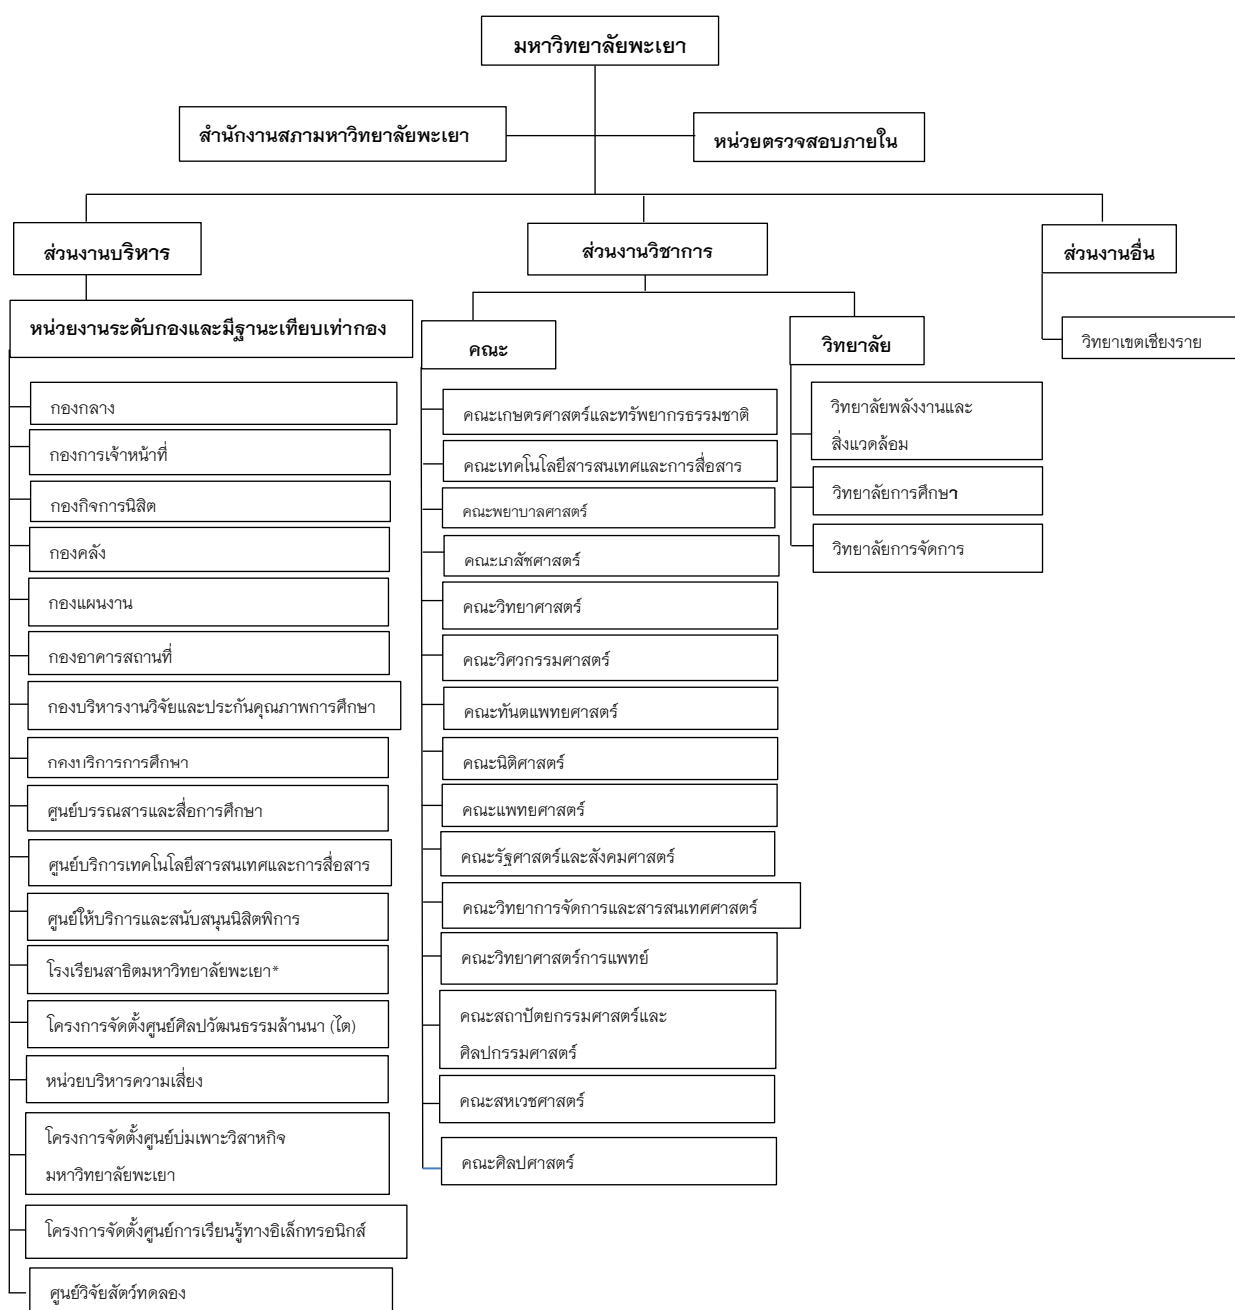 มหาวิทยาลัยพะเยา
สำนักงานสภามหาวิทยาลัยพะเยา
หน่วยตรวจสอบภายใน
ส่วนงานบริหาร
ส่วนงานวิชาการ
ส่วนงานอื่น
หน่วยงานระดับกองและมีฐานะเทียบเท่ากอง
คณะ
วิทยาลัย
วิทยาเขตเชียงราย
กองกลาง
กองการเจ้าหน้าที่
กองกิจการนิสิต
กองคลัง
กองแผนงาน
กองอาคารสถานที่
กองบริหารงานวิจัยและประกันคุณภาพการศึกษา
กองบริการการศึกษา
ศูนย์บรรณสารและสื่อการศึกษา
ศูนย์บริการเทคโนโลยีสารสนเทศและการสื่อสาร
ศูนย์ให้บริการและสนับสนุนนิสิตพิการ
โรงเรียนสาธิตมหาวิทยาลัยพะเยา*
โครงการจัดตั้งศูนย์ศิลปวัฒนธรรมล้านนา (ไต)
หน่วยบริหารความเสี่ยง
โครงการจัดตั้งศูนย์บ่มเพาะวิสาหกิจ
มหาวิทยาลัยพะเยา
โครงการจัดตั้งศูนย์การเรียนรู้ทางอิเล็กทรอนิกส์
ศูนย์วิจัยสัตว์ทดลอง
คณะเกษตรศาสตร์และทรัพยากรธรรมชาติ
คณะเทคโนโลยีสารสนเทศและการสื่อสาร
คณะพยาบาลศาสตร์
คณะเภสัชศาสตร์
คณะวิทยาศาสตร์
คณะวิศวกรรมศาสตร์
คณะทันตแพทยศาสตร์
คณะนิติศาสตร์
คณะแพทยศาสตร์
คณะรัฐศาสตร์และสังคมศาสตร์
คณะวิทยาการจัดการและสารสนเทศศาสตร์
คณะวิทยาศาสตร์การแพทย์
คณะสถาปัตยกรรมศาสตร์และ
ศิลปกรรมศาสตร์
คณะสหเวชศาสตร์
คณะศิลปศาสตร์
วิทยาลัยพลังงานและ
สิ่งแวดล้อม
วิทยาลัยการศึกษา
วิทยาลัยการจัดการ